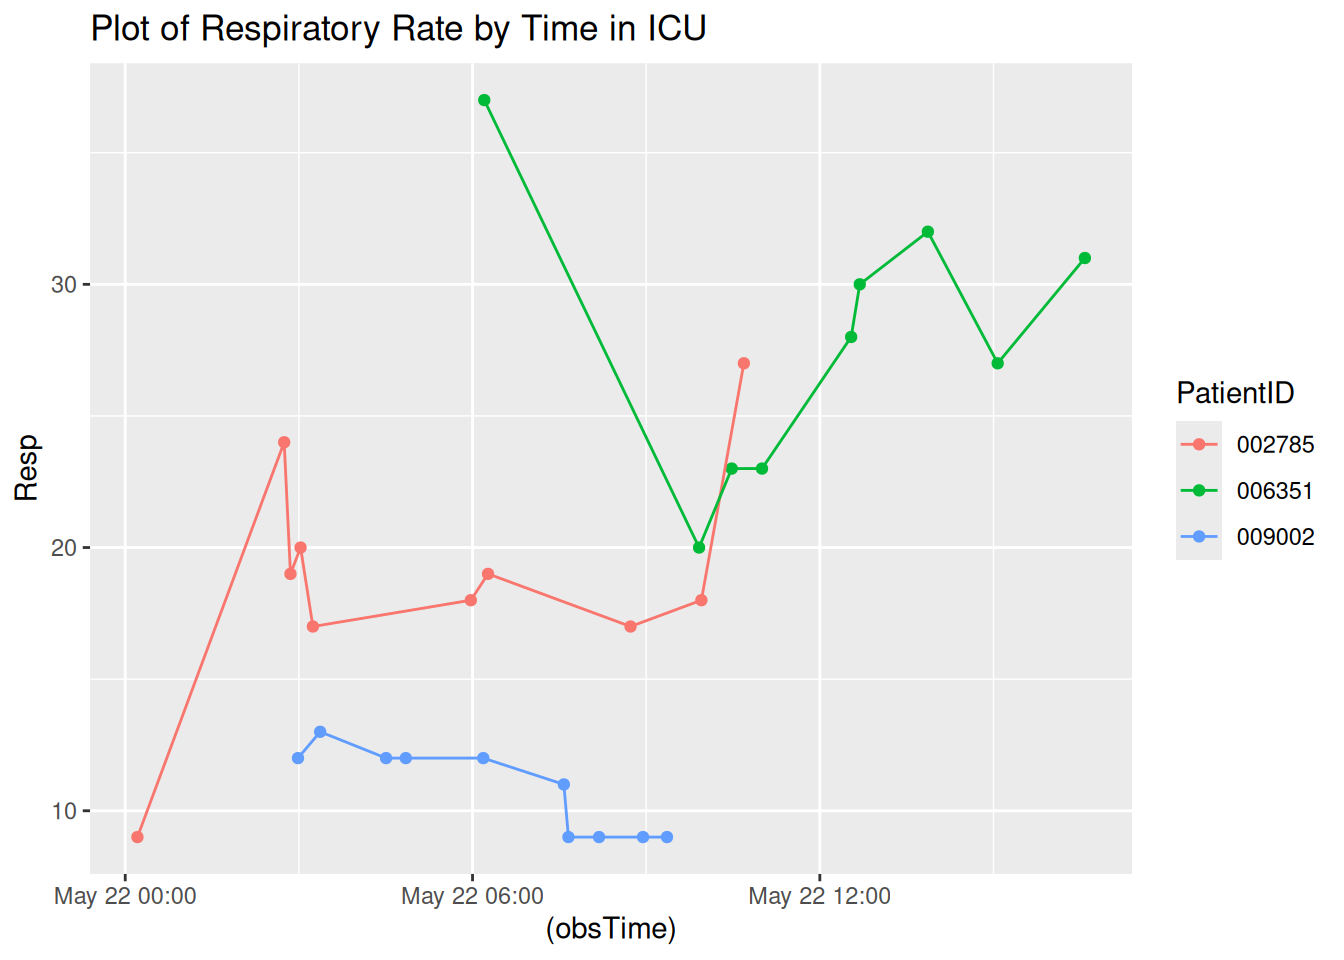 Plot of Respiratory Rate by Time in ICU
Resp
30
20
10
May 22 00:00
May 22 06:00
May 22 12:00
(obsTime)
PatientID
002785
006351
009002